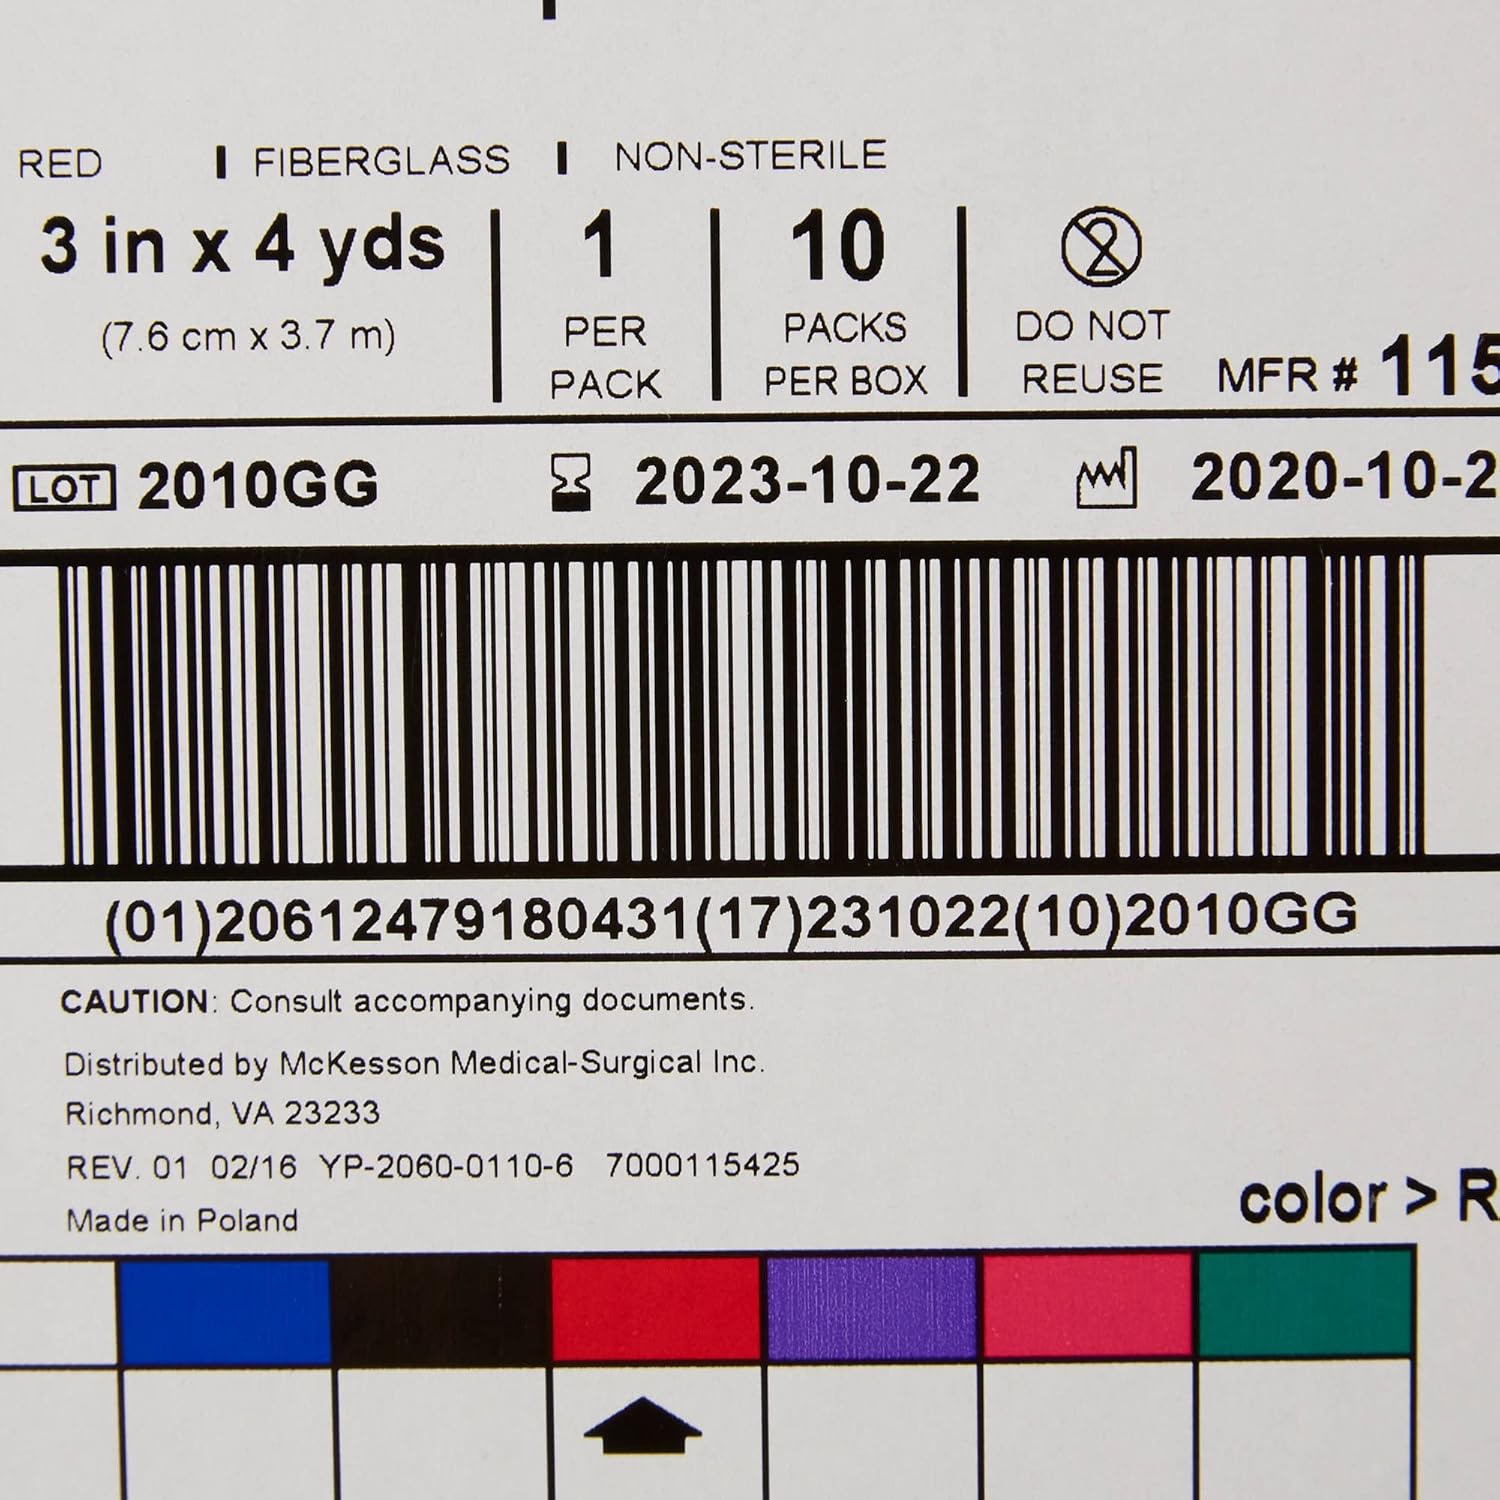 RED | FIBERGLASS | NON-STERILE
3 in x 4 yds
(7.6 cm x 3.7 m)
1
PER
PACK
10
PACKS
PER BOX
2
DO NOT
REUSE
MFR # 115
LOT 2010GG 2023-10-22 2020-10-2
(01)20612479180431(17)231022(10)2010GG
CAUTION: Consult accompanying documents.
Distributed by McKesson Medical-Surgical Inc.
Richmond, VA 23233
REV. 01 02/16 YP-2060-0110-6 7000115425
Made in Poland
color > R